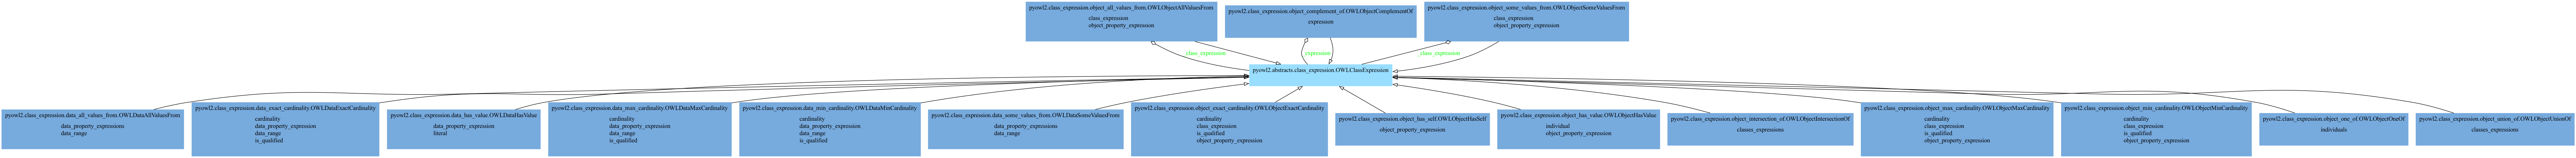 pyowl2.class_expression.object_all_values_from.OWLObjectAllValuesFrom
class_expression
object_property_expression
pyowl2.class_expression.object_complement_of.OWLObjectComplementOf
expression
pyowl2.class_expression.object_some_values_from.OWLObjectSomeValuesFrom
class_expression
object_property_expression
_class_expression
_expression
_class_expression
pyowl2.abstracts.class_expression.OWLClassExpression
pyowl2.class_expression.data_all_values_from.OWLDataAllValuesFrom
data_property_expressions
data_range
pyowl2.class_expression.data_exact_cardinality.OWLDataExactCardinality
cardinality
data_property_expression
data_range
is_qualified
pyowl2.class_expression.data_has_value.OWLDataHasValue
data_property_expression
literal
pyowl2.class_expression.data_max_cardinality.OWLDataMaxCardinality
cardinality
data_property_expression
data_range
is_qualified
pyowl2.class_expression.data_min_cardinality.OWLDataMinCardinality
cardinality
data_property_expression
data_range
is_qualified
pyowl2.class_expression.data_some_values_from.OWLDataSomeValuesFrom
data_property_expressions
data_range
pyowl2.class_expression.object_exact_cardinality.OWLObjectExactCardinality
cardinality
class_expression
is_qualified
object_property_expression
pyowl2.class_expression.object_has_self.OWLObjectHasSelf
object_property_expression
pyowl2.class_expression.object_has_value.OWLObjectHasValue
individual
object_property_expression
pyowl2.class_expression.object_intersection_of.OWLObjectIntersectionOf
classes_expressions
pyowl2.class_expression.object_max_cardinality.OWLObjectMaxCardinality
cardinality
class_expression
is_qualified
object_property_expression
pyowl2.class_expression.object_min_cardinality.OWLObjectMinCardinality
cardinality
class_expression
is_qualified
object_property_expression
pyowl2.class_expression.object_one_of.OWLObjectOneOf
individuals
pyowl2.class_expression.object_union_of.OWLObjectUnionOf
classes_expressions